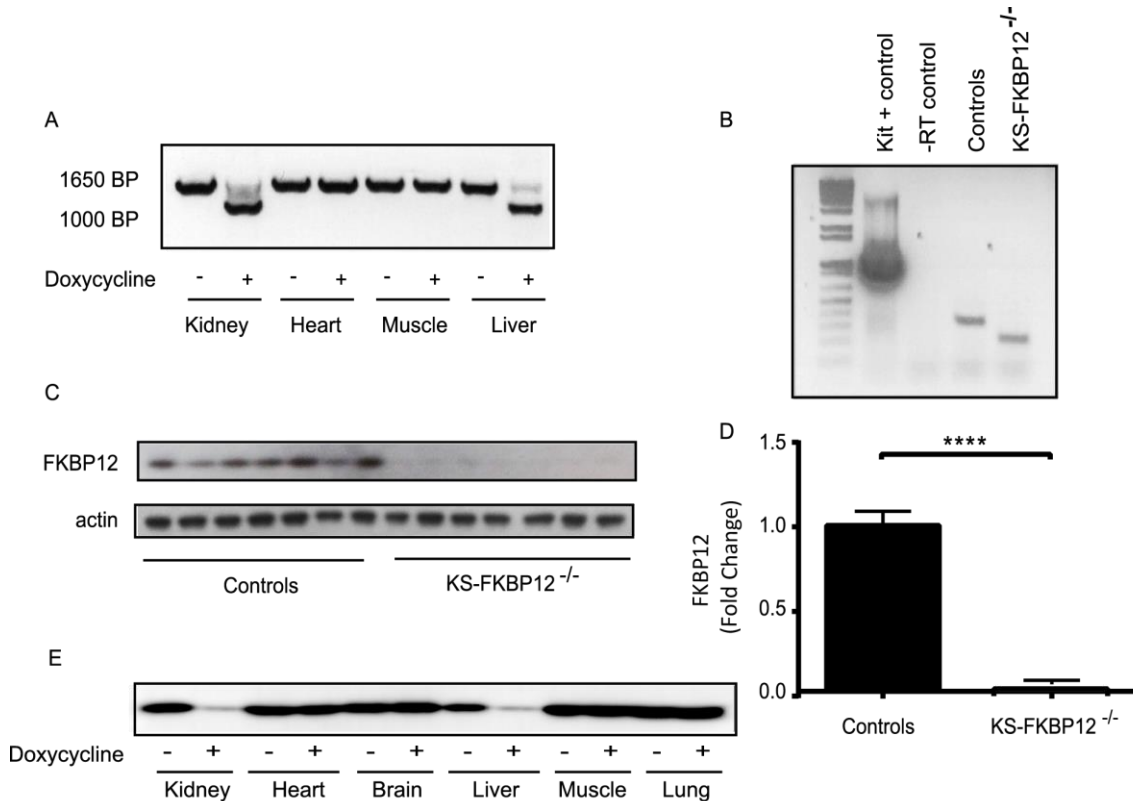 A
1650 BP
1000 BP
Doxycycline - + - + - + - +
Kidney Heart Muscle Liver
B
Kit + control
-RT control
Controls
KS-FKBP12-/-
C
FKBP12
actin
Controls KS-FKBP12 -/-
D
1.5
1.0
0.5
0.0
FKBP12
(Fold Change)
****
Controls KS-FKBP12 -/-
E
Doxycycline - + - + - + - + - + - +
Kidney Heart Brain Liver Muscle Lung